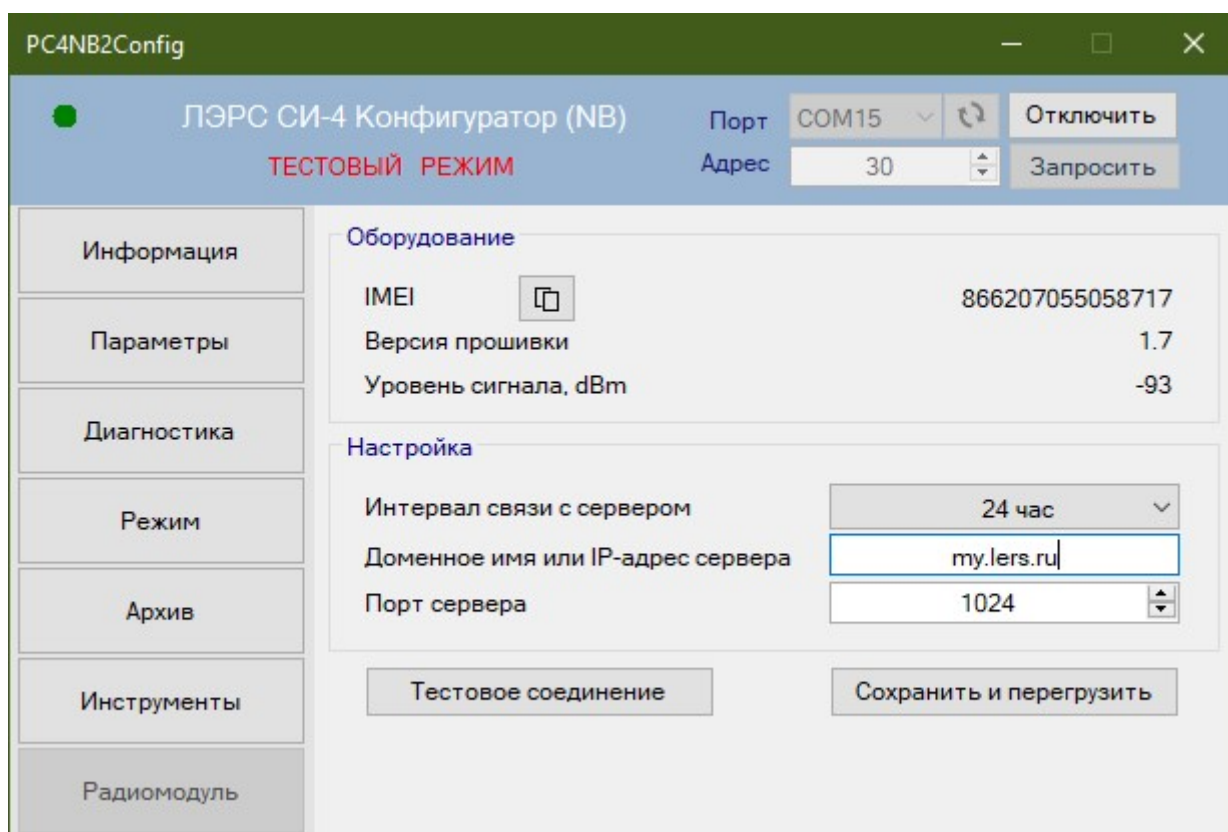 PC4NB2Config
ЛЭРС СИ-4 Конфигуратор (NB)
ТЕСТОВЫЙ РЕЖИМ
Порт COM15 Отключить
Адрес 30 Запросить
Информация
Параметры
Диагностика
Режим
Архив
Инструменты
Радиомодуль
Оборудование
IMEI 866207055058717
Версия прошивки 1.7
Уровень сигнала, dBm -93
Настройка
Интервал связи с сервером 24 час
Доменное имя или IP-адрес сервера my.lers.ru
Порт сервера 1024
Тестовое соединение Сохранить и перегрузить